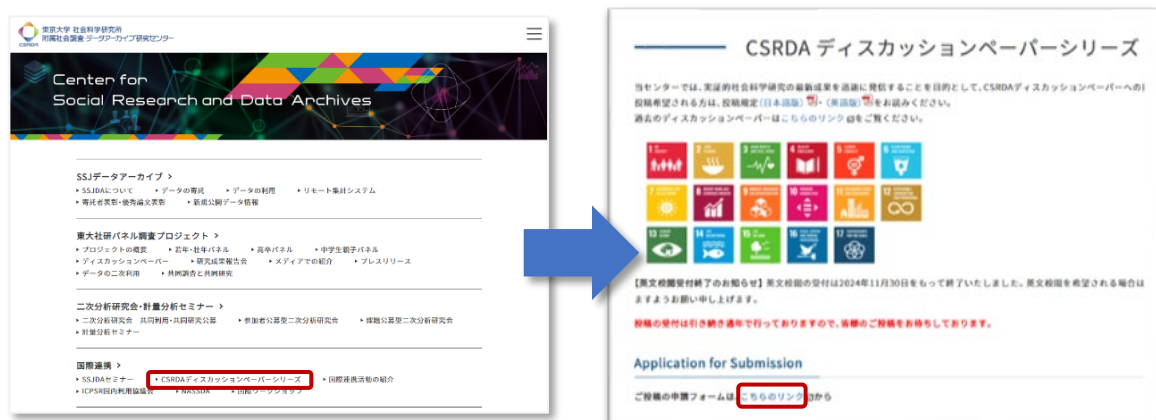 東京大学 社会科学研究所
附属社会調査・データアーカイブ研究センター
CSRDA
Center for
Social Research and Data Archives
SSJデータアーカイブ >
▸ SSJDAについて ▸ データの寄託 ▸ データの利用 ▸ リモート集計システム
▸ 寄託者表彰・優秀論文表彰 ▸ 新規公開データ情報
東大社研パネル調査プロジェクト >
▸ プロジェクトの概要 ▸ 若年・壮年パネル ▸ 高卒パネル ▸ 中学生親子パネル
▸ ディスカッションペーパー ▸ 研究成果報告会 ▸ メディアでの紹介 ▸ プレスリリース
▸ データの二次利用 ▸ 共同調査と共同研究
二次分析研究会・計量分析セミナー >
▸ 二次分析研究会 共同利用・共同研究公募 ▸ 参加者公募型二次分析研究会 ▸ 課題公募型二次分析研究会
▸ 計量分析セミナー
国際連携 >
▸ SSJDAセミナー ▸ CSRDAディスカッションペーパーシリーズ ▸ 国際連携活動の紹介
▸ ICPSR国内利用協議会 ▸ NASSDA ▸ 国際ワークショップ
CSRDA ディスカッションペーパーシリーズ
当センターでは、実証的社会科学研究の最新成果を迅速に発信することを目的として、CSRDAディスカッションペーパーへの
投稿希望される方は、投稿規定(日本語版)・(英語版)をお読みください。
過去のディスカッションペーパーはこちらのリンクをご覧ください。
1 2 3 4 5 6
7 8 9 10 11 12
13 14 15 16 17
【英文校閲受付終了のお知らせ】英文校閲の受付は2024年11月30日をもって終了いたしました。英文校閲を希望される場合は
ますようお願い申し上げます。
投稿の受付は引き続き通年で行っておりますので、皆様のご投稿をお待ちしております。
Application for Submission
ご投稿の申請フォームは、こちらのリンクから